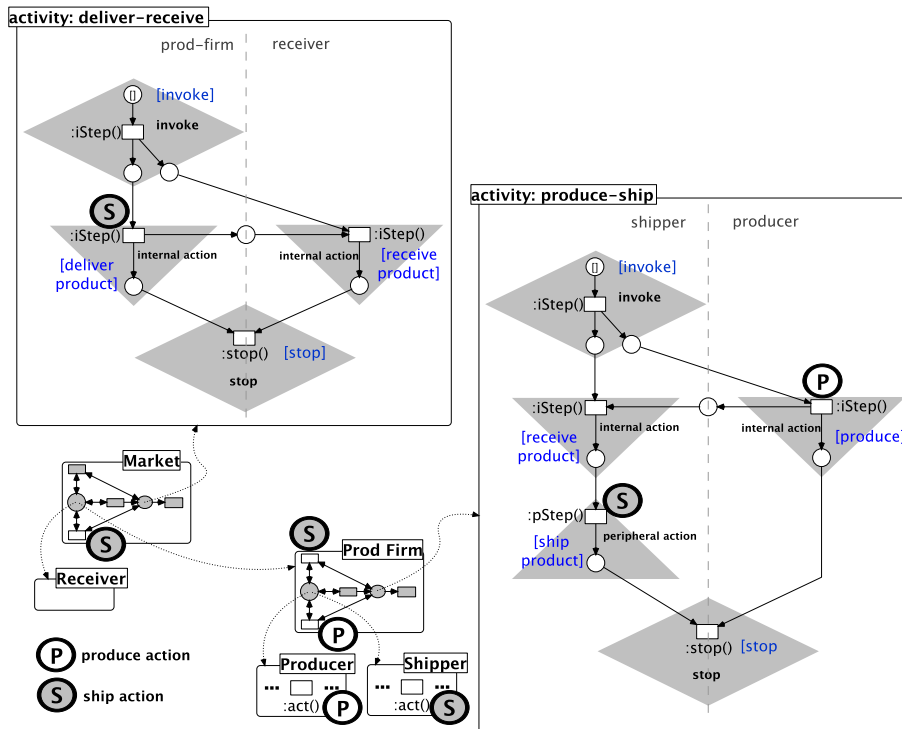 activity: deliver-receive
prod-firm
receiver
[]
[invoke]
invoke
:iStep()
S
:iStep()
:iStep()
internal action
internal action
[deliver
product]
[receive
product]
:stop()
[stop]
stop
activity: produce-ship
shipper
producer
[]
[invoke]
invoke
:iStep()
P
:iStep()
:iStep()
internal action
internal action
[receive
product]
[produce]
S
:pStep()
peripheral action
[ship
product]
:stop()
[stop
stop
Market
S
Receiver
S
Prod Firm
P
Producer
...
...
:act()
P
Shipper
...
...
:act()
S
P
produce action
S
ship action